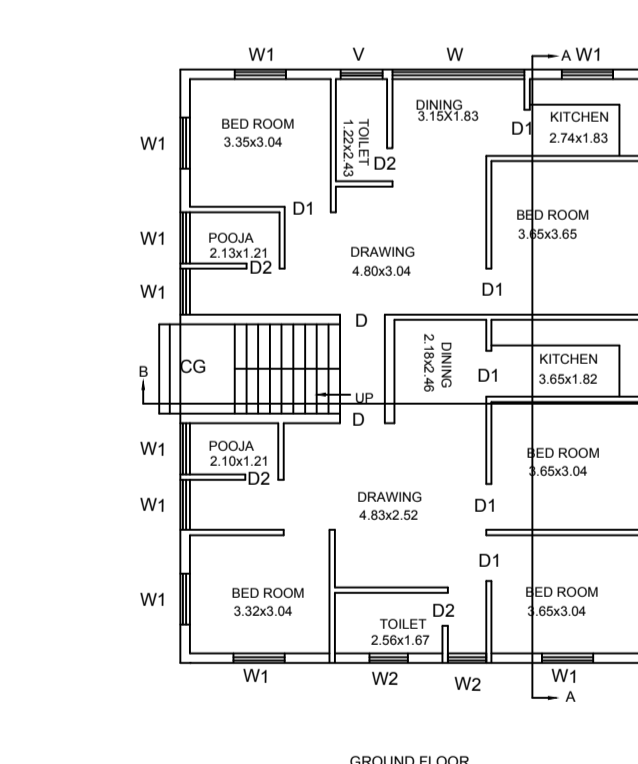 W1 V W A W1
BED ROOM
3.35x3.04
TOILET
1.22x2.43
DINING
3.15X1.83
KITCHEN
2.74x1.83
D1
W1
D2
BED ROOM
3.65x3.65
D1
W1
POOJA
2.13x1.21
D2
DRAWING
4.80x3.04
W1
D1
D
CG
DINING
2.18x2.46
KITCHEN
3.65x1.82
D1
B
UP
D
W1
POOJA
2.10x1.21
D2
BED ROOM
3.65x3.04
DRAWING
4.83x2.52
W1
D1
D1
W1
BED ROOM
3.32x3.04
BED ROOM
3.65x3.04
D2
TOILET
2.56x1.67
W1 W2 W2 W1
A
GROUND FLOOR